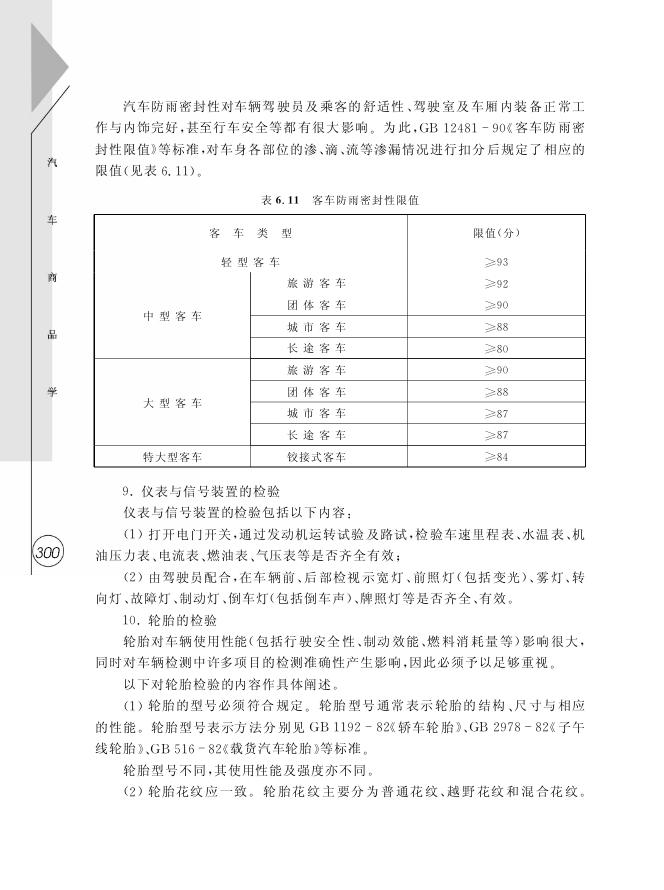 汽车防雨密封性对车辆驾驶员及乘客的舒适性、驾驶室及车厢内装备正常工
作与内饰完好,甚至行车安全等都有很大影响。为此,GB 12481－90《客车防雨密
封性限值》等标准,对车身各部位的渗、滴、流等渗漏情况进行扣分后规定了相应的
限值(见表 6.11)。
表 6.11 客车防雨密封性限值
客 车 类 型 限值(分)
轻 型 客 车 ≥93
中 型 客 车 旅 游 客 车 ≥92
团 体 客 车 ≥90
城 市 客 车 ≥88
长 途 客 车 ≥80
大 型 客 车 旅 游 客 车 ≥90
团 体 客 车 ≥88
城 市 客 车 ≥87
长 途 客 车 ≥87
特大型客车 铰接式客车 ≥84
9. 仪表与信号装置的检验
仪表与信号装置的检验包括以下内容:
(1) 打开电门开关,通过发动机运转试验及路试,检验车速里程表、水温表、机
油压力表、电流表、燃油表、气压表等是否齐全有效;
(2) 由驾驶员配合,在车辆前、后部检视示宽灯、前照灯(包括变光)、雾灯、转
向灯、故障灯、制动灯、倒车灯(包括倒车声)、牌照灯等是否齐全、有效。
10. 轮胎的检验
轮胎对车辆使用性能(包括行驶安全性、制动效能、燃料消耗量等)影响很大,
同时对车辆检测中许多项目的检测准确性产生影响,因此必须予以足够重视。
以下对轮胎检验的内容作具体阐述。
(1) 轮胎的型号必须符合规定。轮胎型号通常表示轮胎的结构、尺寸与相应
的性能。轮胎型号表示方法分别见 GB 1192－82《轿车轮胎》、GB 2978－82《子午
线轮胎》、GB 516－82《载货汽车轮胎》等标准。
轮胎型号不同,其使用性能及强度亦不同。
(2) 轮胎花纹应一致。轮胎花纹主要分为普通花纹、越野花纹和混合花纹。
汽
车
商
品
学
300